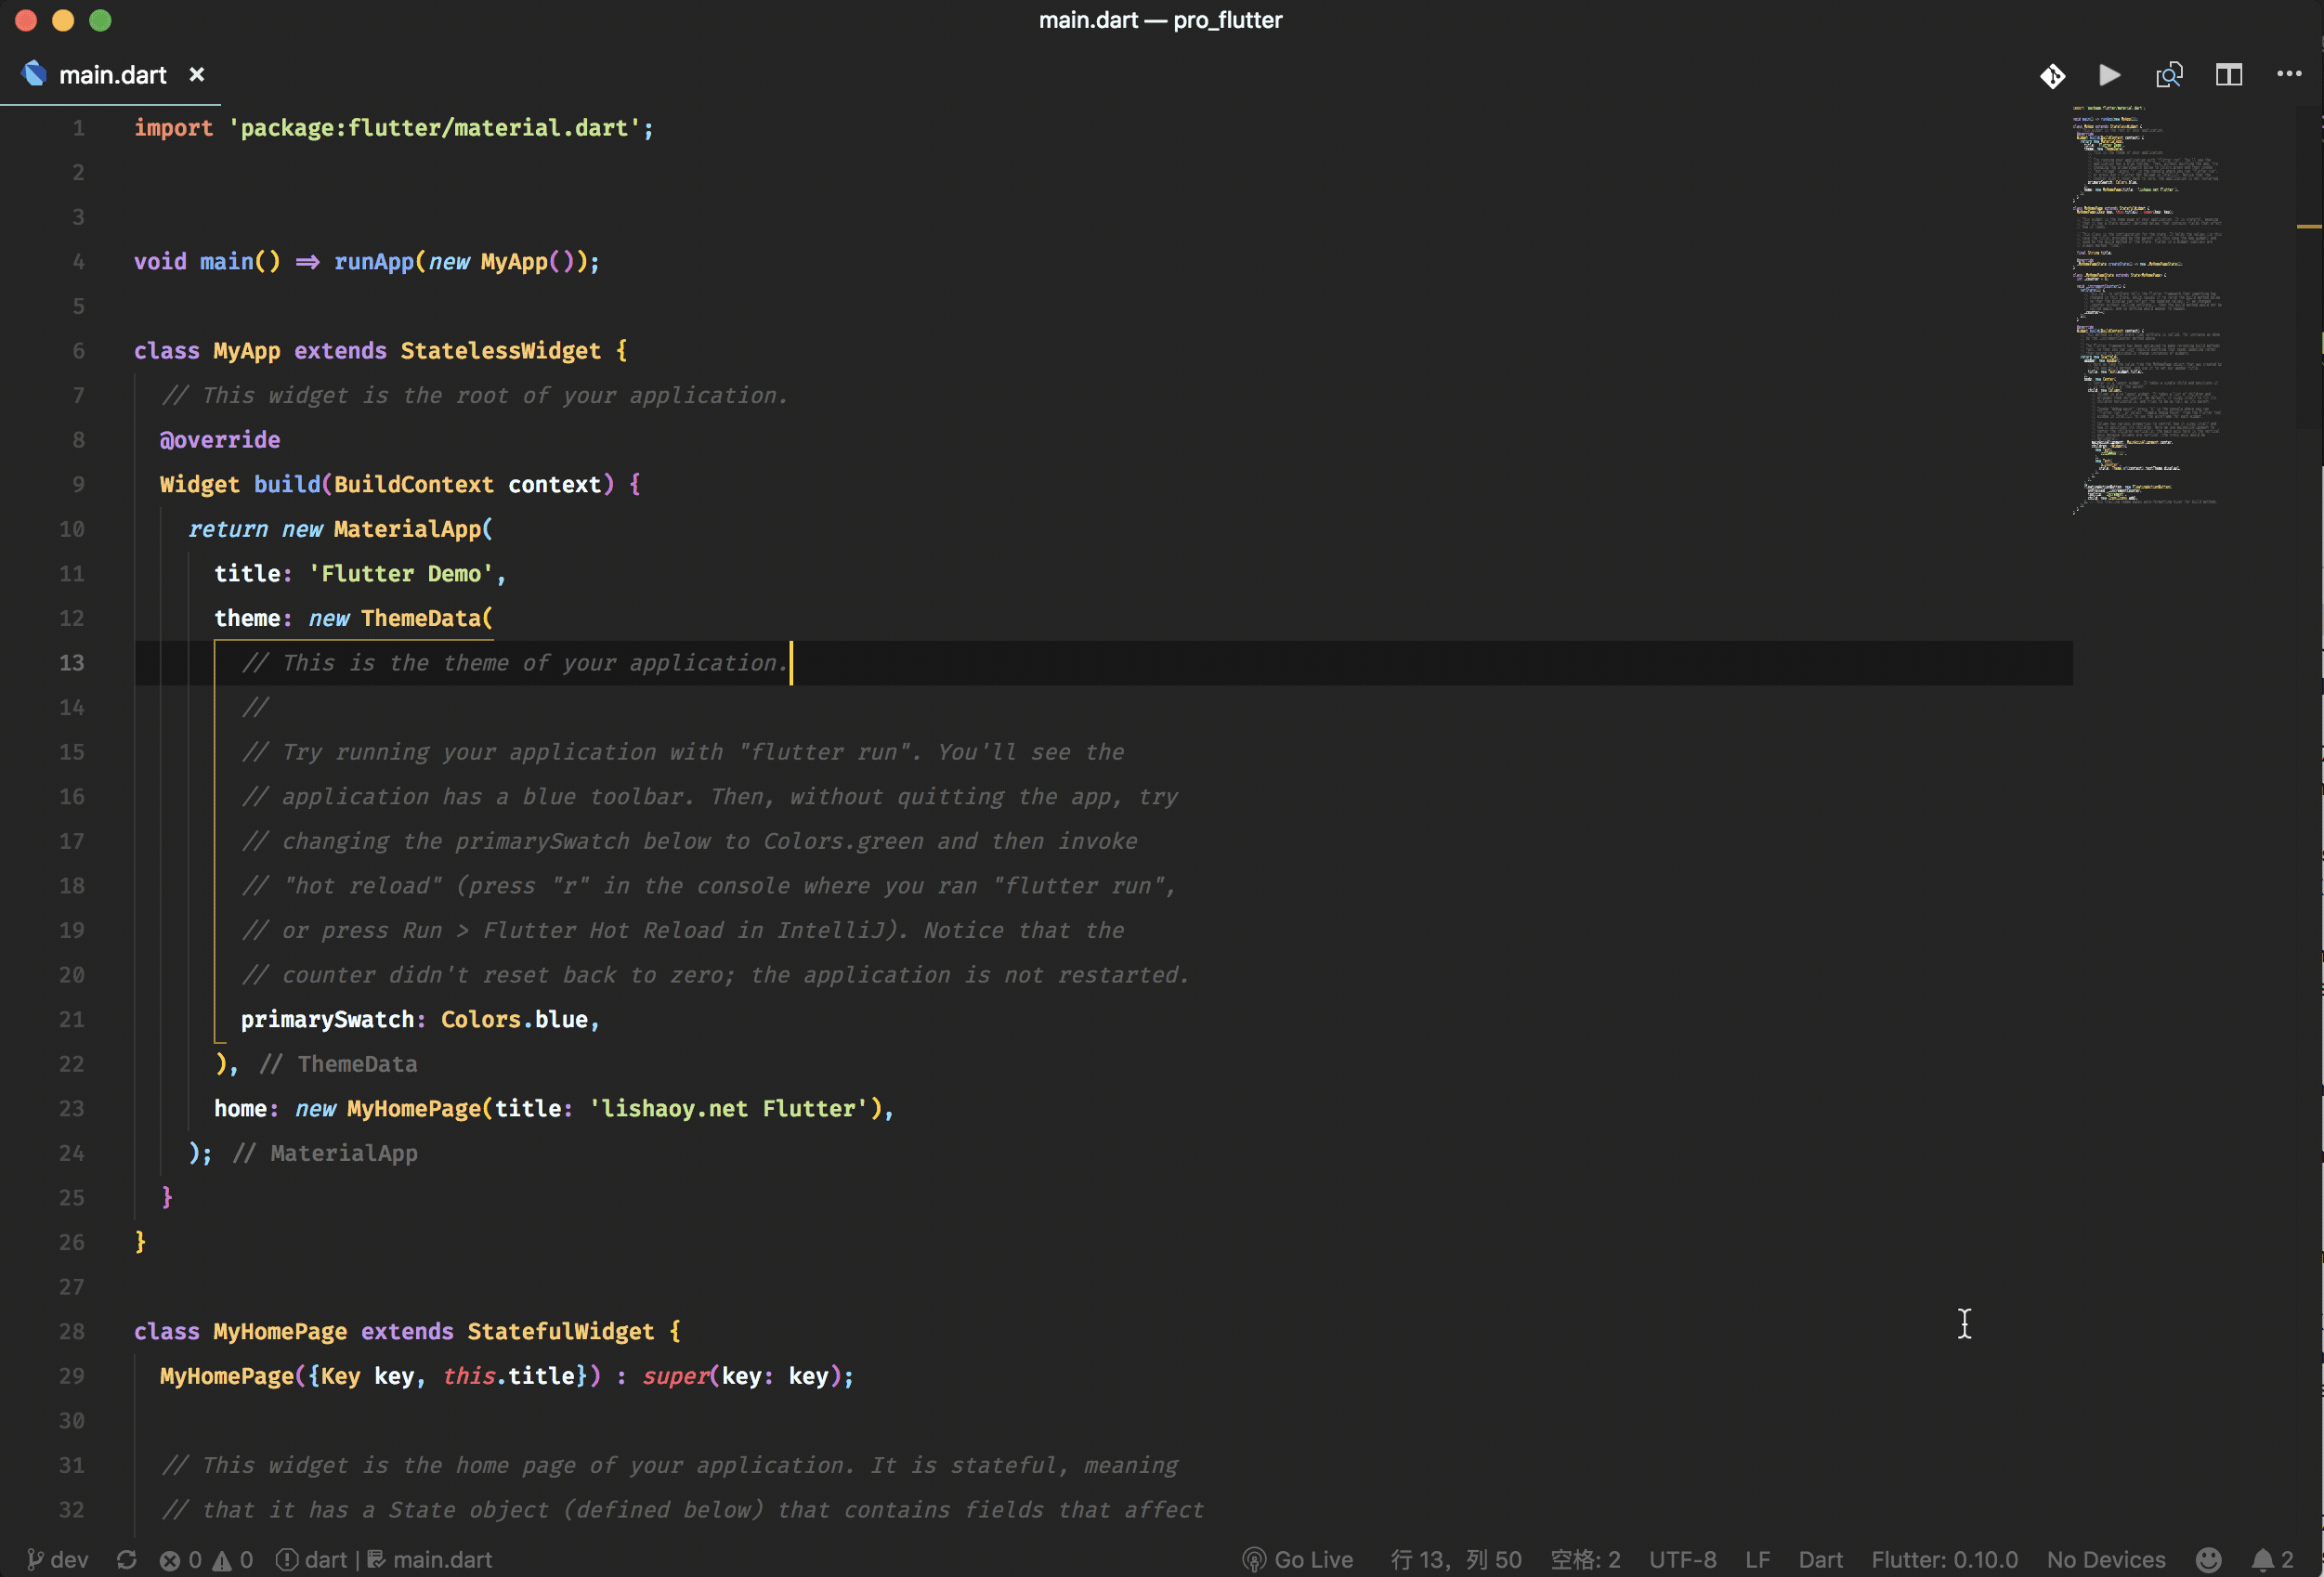 main.dart — pro_flutter
main.dart ×
1 import 'package:flutter/material.dart';
2
3
4 void main() => runApp(new MyApp());
5
6 class MyApp extends StatelessWidget {
7 // This widget is the root of your application.
8 @override
9 Widget build(BuildContext context) {
10 return new MaterialApp(
11 title: 'Flutter Demo',
12 theme: new ThemeData(
13 // This is the theme of your application.
14 //
15 // Try running your application with "flutter run". You'll see the
16 // application has a blue toolbar. Then, without quitting the app, try
17 // changing the primarySwatch below to Colors.green and then invoke
18 // "hot reload" (press "r" in the console where you ran "flutter run",
19 // or press Run > Flutter Hot Reload in IntelliJ). Notice that the
20 // counter didn't reset back to zero; the application is not restarted.
21 primarySwatch: Colors.blue,
22 ), // ThemeData
23 home: new MyHomePage(title: 'lishaoy.net Flutter'),
24 ); // MaterialApp
25 }
26 }
27
28 class MyHomePage extends StatefulWidget {
29 MyHomePage({Key key, this.title}) : super(key: key);
30
31 // This widget is the home page of your application. It is stateful, meaning
32 // that it has a State object (defined below) that contains fields that affect
dev 0 0 dart | main.dart Go Live 行 13，列 50 空格: 2 UTF-8 LF Dart Flutter: 0.10.0 No Devices 2